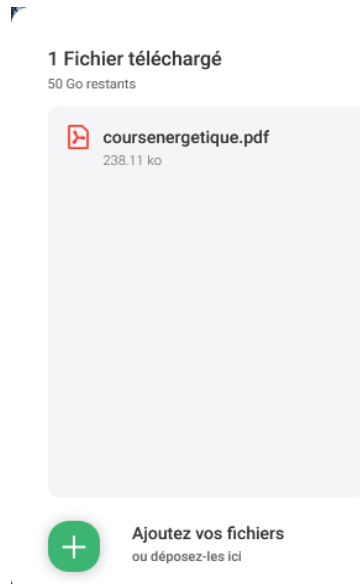 1 Fichier téléchargé
50 Go restants
coursenergetique.pdf
238.11 ko
Ajoutez vos fichiers
ou déposez-les ici